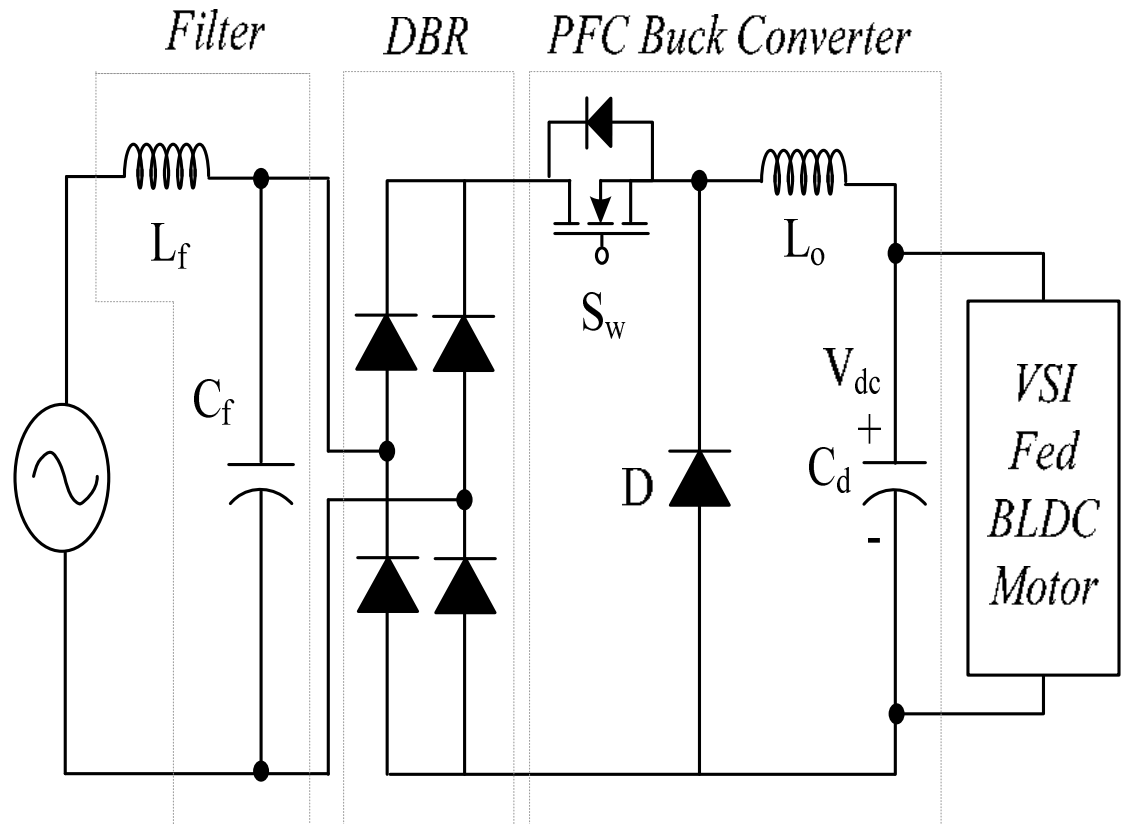 Filter
DBR
PFC Buck Converter
Lf
Cf
Sw
D
Lo
Vdc
+
Cd
-
VSI
Fed
BLDC
Motor